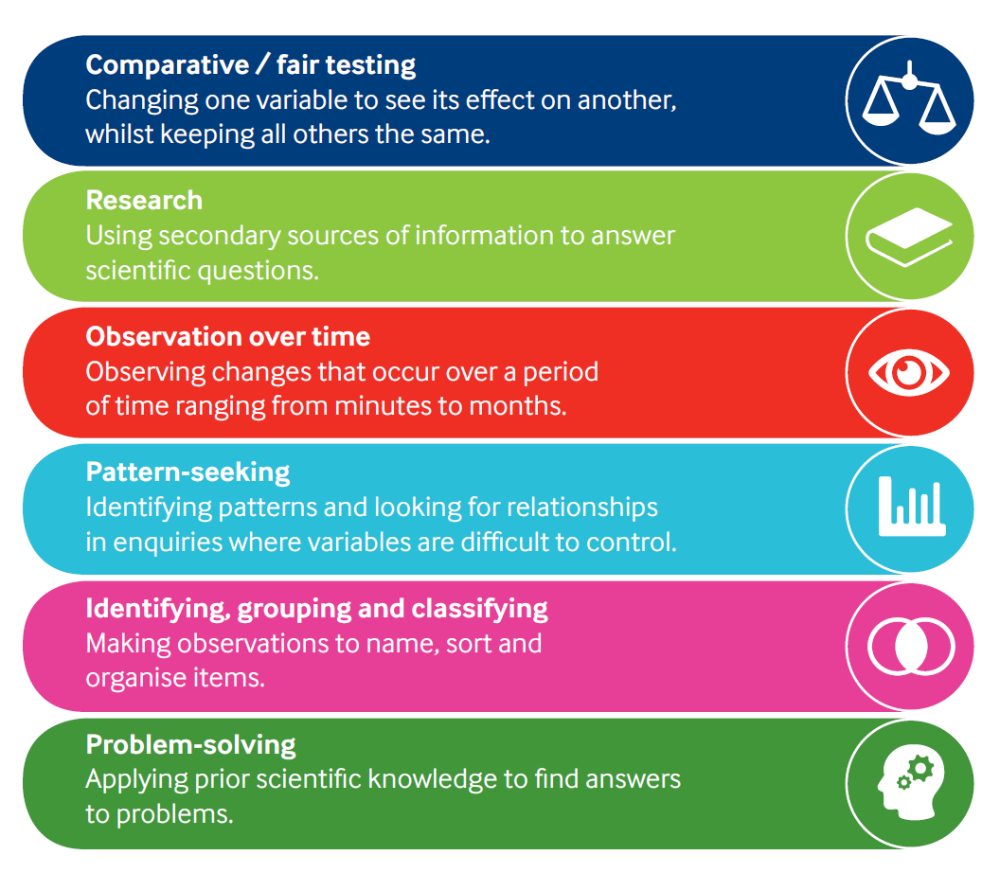 Comparative / fair testing
Changing one variable to see its effect on another,
whilst keeping all others the same.
Research
Using secondary sources of information to answer
scientific questions.
Observation over time
Observing changes that occur over a period
of time ranging from minutes to months.
Pattern-seeking
Identifying patterns and looking for relationships
in enquiries where variables are difficult to control.
Identifying, grouping and classifying
Making observations to name, sort and
organise items.
Problem-solving
Applying prior scientific knowledge to find answers
to problems.